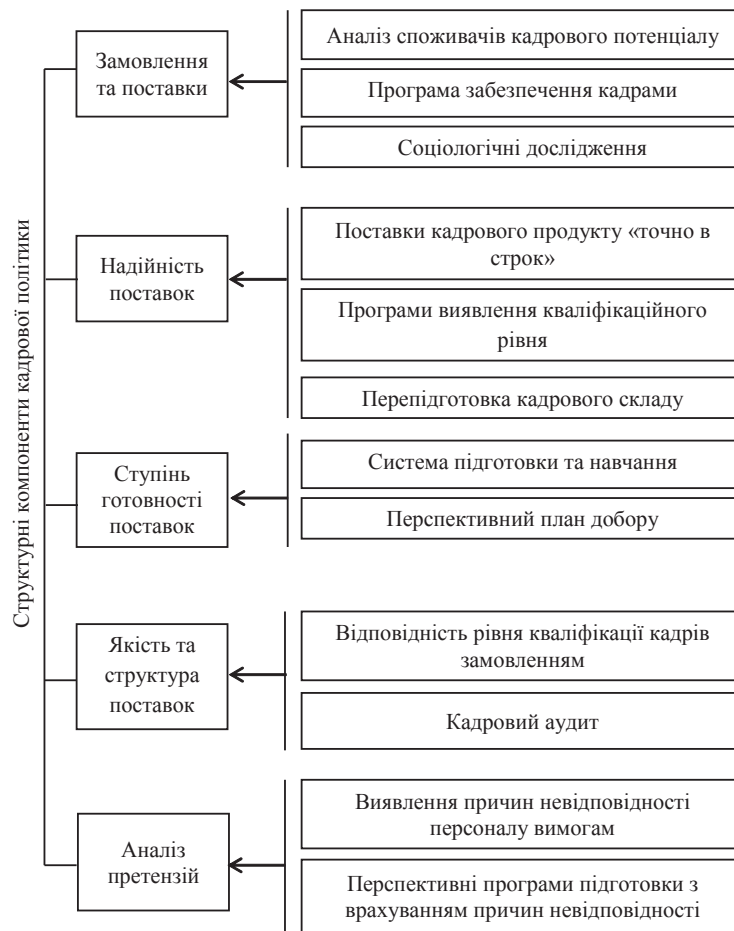 Структурні компоненти кадрової політики
Замовлення
та поставки
Аналіз споживачів кадрового потенціалу
Програма забезпечення кадрами
Соціологічні дослідження
Надійність
поставок
Поставки кадрового продукту «точно в
строк»
Програми виявлення кваліфікаційного
рівня
Перепідготовка кадрового складу
Ступінь
готовності
поставок
Система підготовки та навчання
Перспективний план добору
Якість та
структура
поставок
Відповідність рівня кваліфікації кадрів
замовленням
Кадровий аудит
Аналіз
претензій
Виявлення причин невідповідності
персоналу вимогам
Перспективні програми підготовки з
врахуванням причин невідповідності